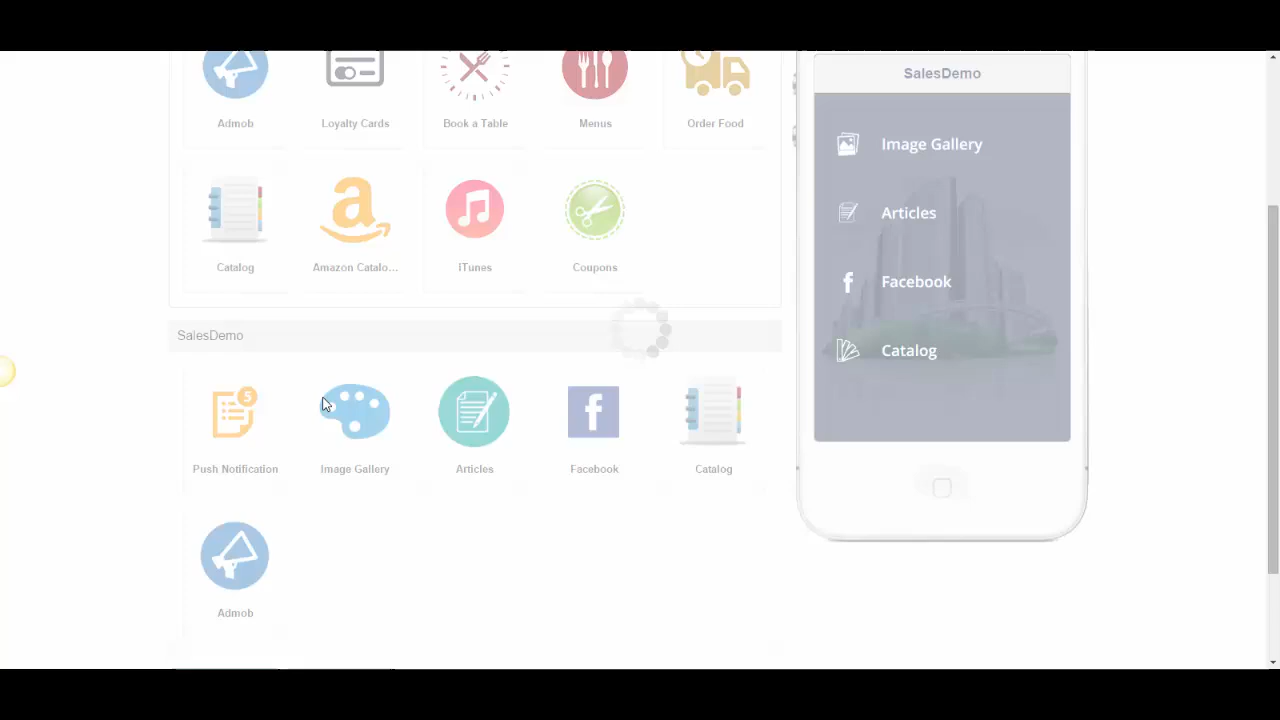 SalesDemo
Admob
Loyalty Cards
Book a Table
Menus
Order Food
Image Gallery
Articles
Facebook
Catalog
a
Catalog
Amazon Catalo...
ITunes
Coupons
SalesDemo
5
f
Push Notification
Image Gallery
Articles
Facebook
Catalog
Admob